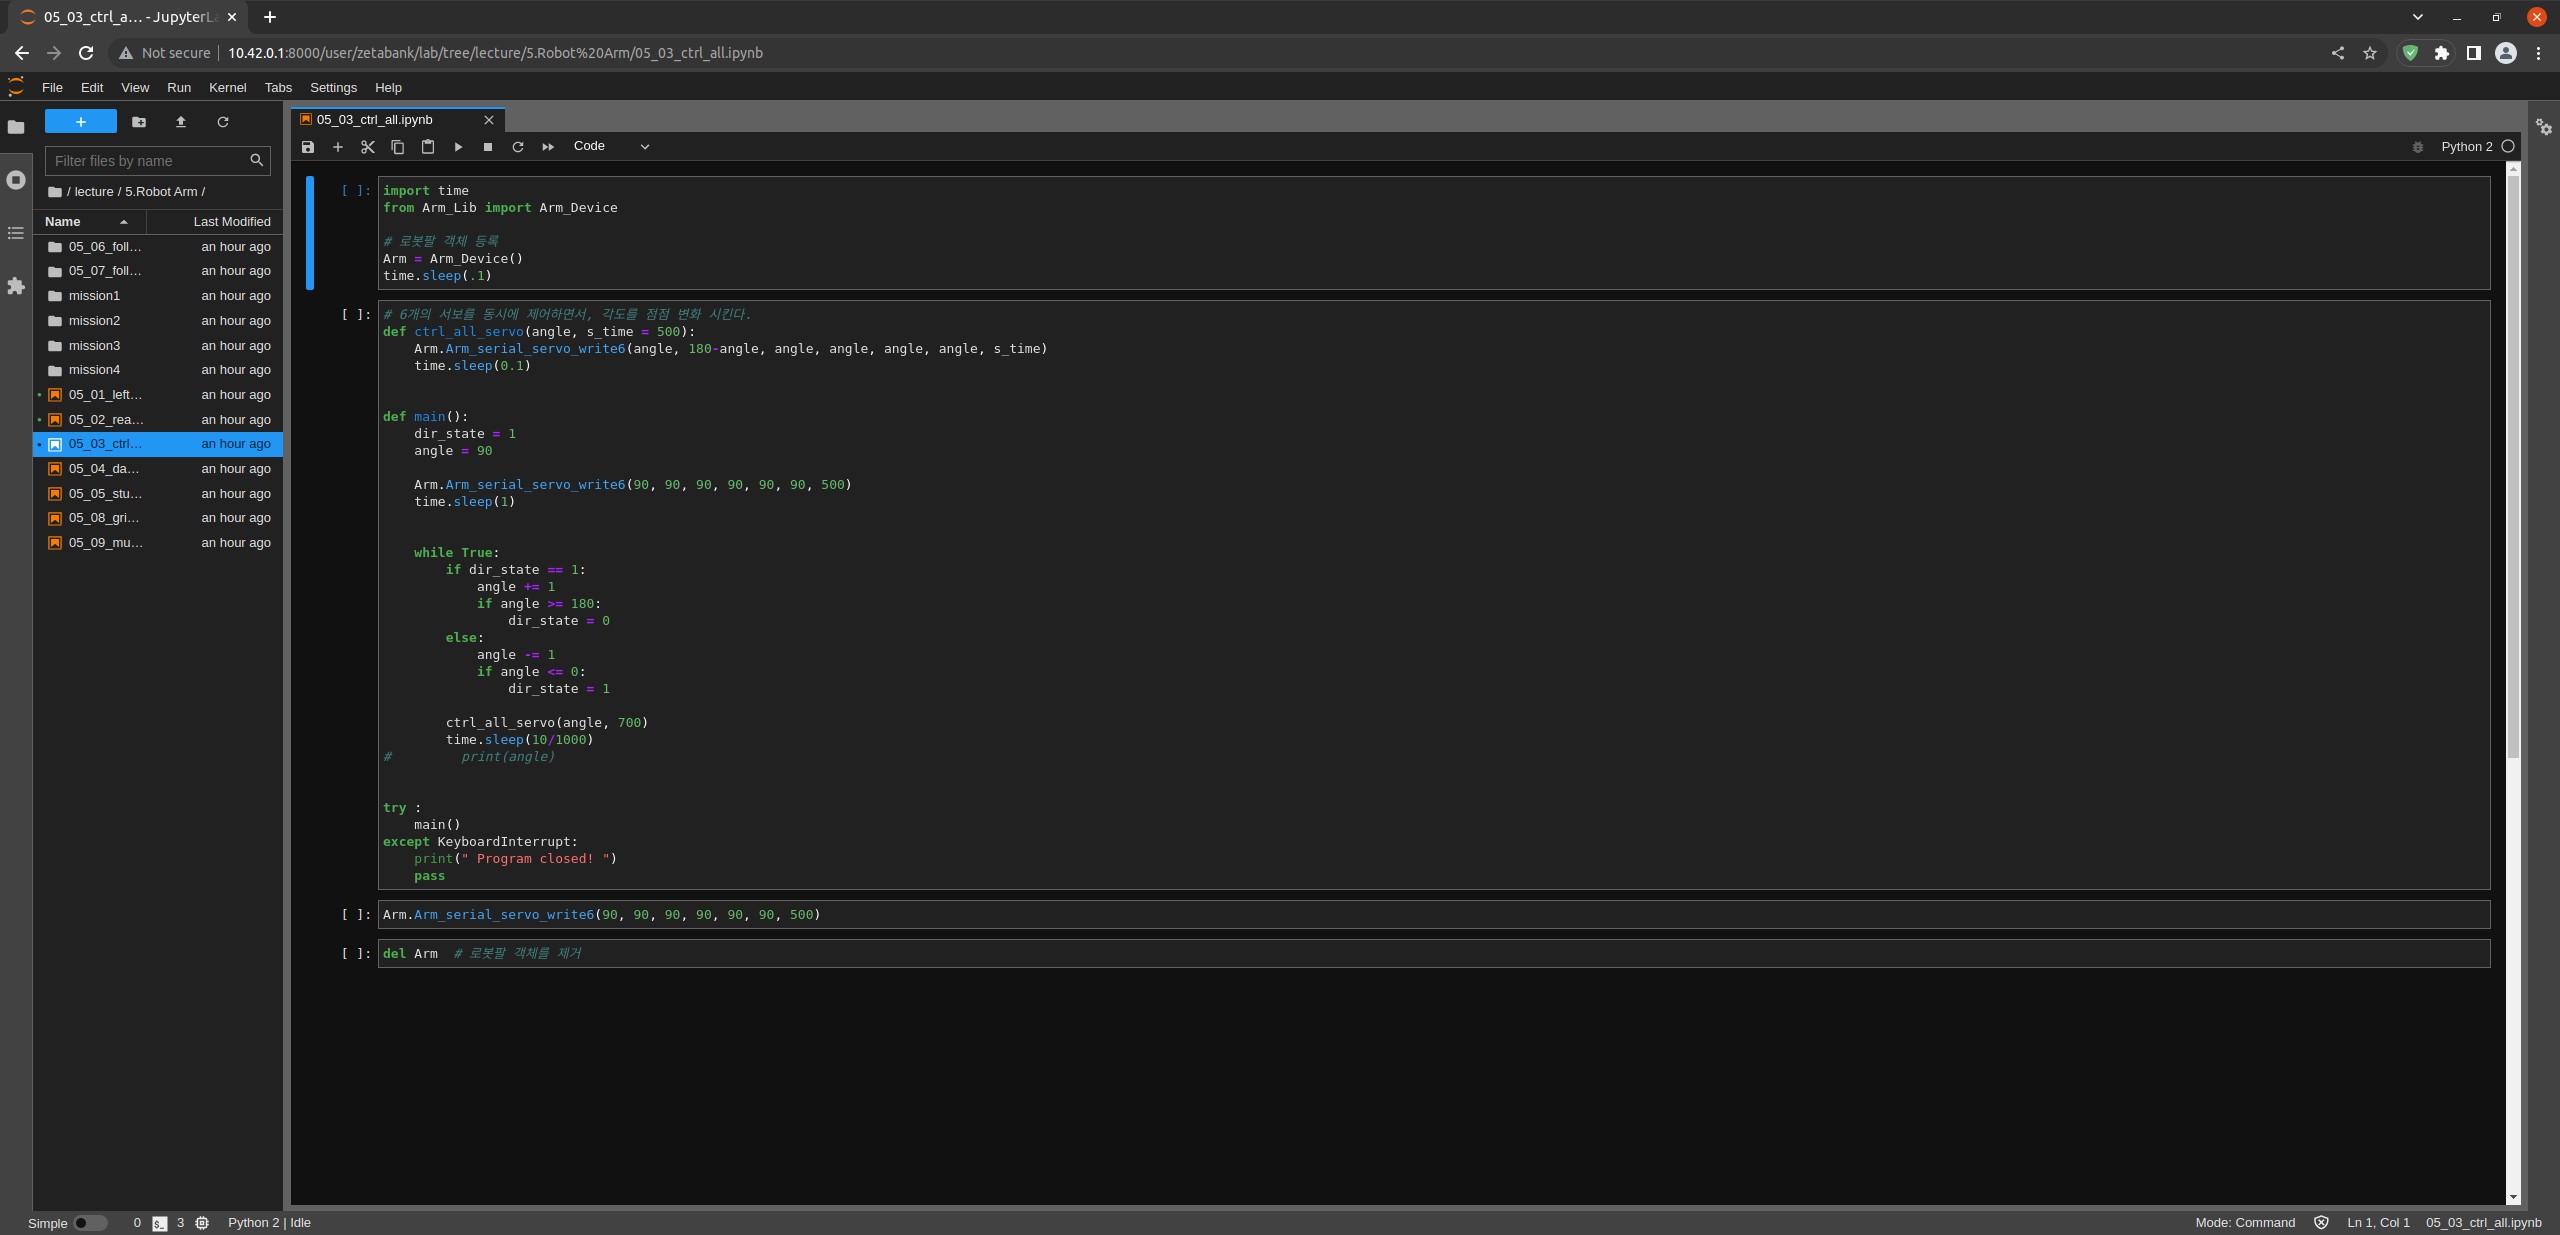 05_03_ctrl_a… - JupyterLa
Not secure
10.42.0.1:8000/user/zetabank/lab/tree/lecture/5.Robot%20Arm/05_03_ctrl_all.ipynb
File Edit View Run Kernel Tabs Settings Help
Filter files by name
/ lecture / 5.Robot Arm /
Name Last Modified
05_06_foll… an hour ago
05_07_foll… an hour ago
mission1 an hour ago
mission2 an hour ago
mission3 an hour ago
mission4 an hour ago
05_01_left… an hour ago
05_02_rea… an hour ago
05_03_ctrl… an hour ago
05_04_da… an hour ago
05_05_stu… an hour ago
05_08_gri… an hour ago
05_09_mu… an hour ago
05_03_ctrl_all.ipynb
Code
Python 2
[ ]: import time
from Arm_Lib import Arm_Device
# 로봇팔 객체 등록
Arm = Arm_Device()
time.sleep(.1)
[ ]: # 6개의 서보를 동시에 제어하면서, 각도를 점점 변화 시킨다.
def ctrl_all_servo(angle, s_time = 500):
    Arm.Arm_serial_servo_write6(angle, 180-angle, angle, angle, angle, angle, s_time)
    time.sleep(0.1)
def main():
    dir_state = 1
    angle = 90
    Arm.Arm_serial_servo_write6(90, 90, 90, 90, 90, 90, 500)
    time.sleep(1)
    while True:
        if dir_state == 1:
            angle += 1
            if angle >= 180:
                dir_state = 0
        else:
            angle -= 1
            if angle <= 0:
                dir_state = 1
        ctrl_all_servo(angle, 700)
        time.sleep(10/1000)
#         print(angle)
try :
    main()
except KeyboardInterrupt:
    print(" Program closed! ")
    pass
[ ]: Arm.Arm_serial_servo_write6(90, 90, 90, 90, 90, 90, 500)
[ ]: del Arm  # 로봇팔 객체를 제거
Simple 0 $_ 3 Python 2 | Idle
Mode: Command Ln 1, Col 1 05_03_ctrl_all.ipynb